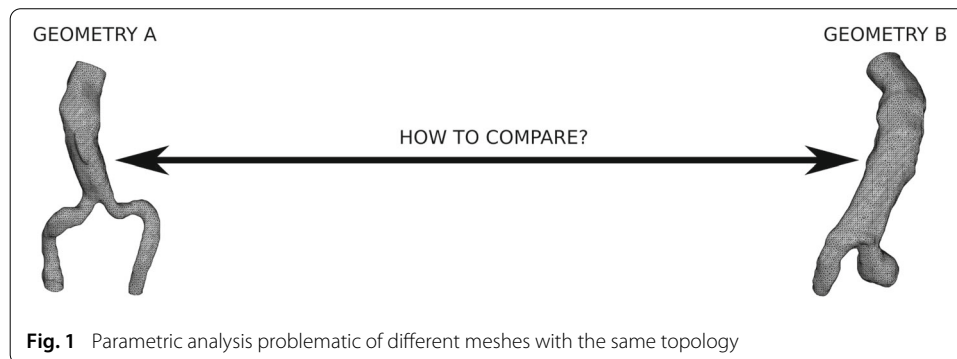 GEOMETRY A
GEOMETRY B
HOW TO COMPARE?
Fig. 1 Parametric analysis problematic of different meshes with the same topology